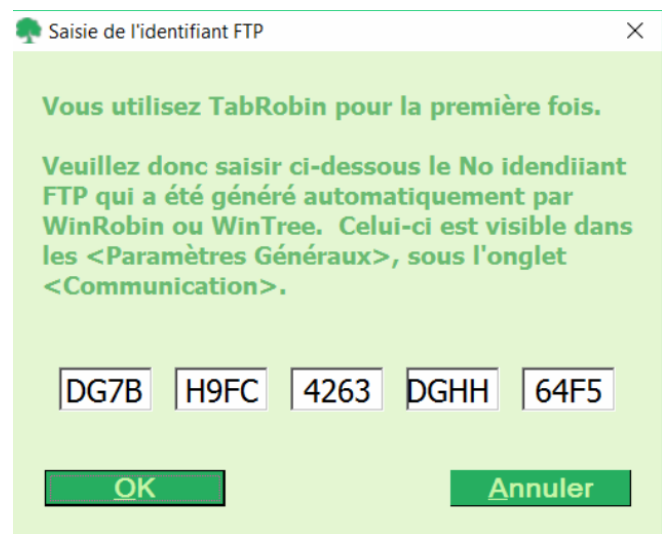 Saisie de l'identifiant FTP
Vous utilisez TabRobin pour la première fois.
Veuillez donc saisir ci-dessous le No idendiiant
FTP qui a été généré automatiquement par
WinRobin ou WinTree.  Celui-ci est visible dans
les <Paramètres Généraux>, sous l'onglet
<Communication>.
DG7B H9FC 4263 DGHH 64F5
OK Annuler